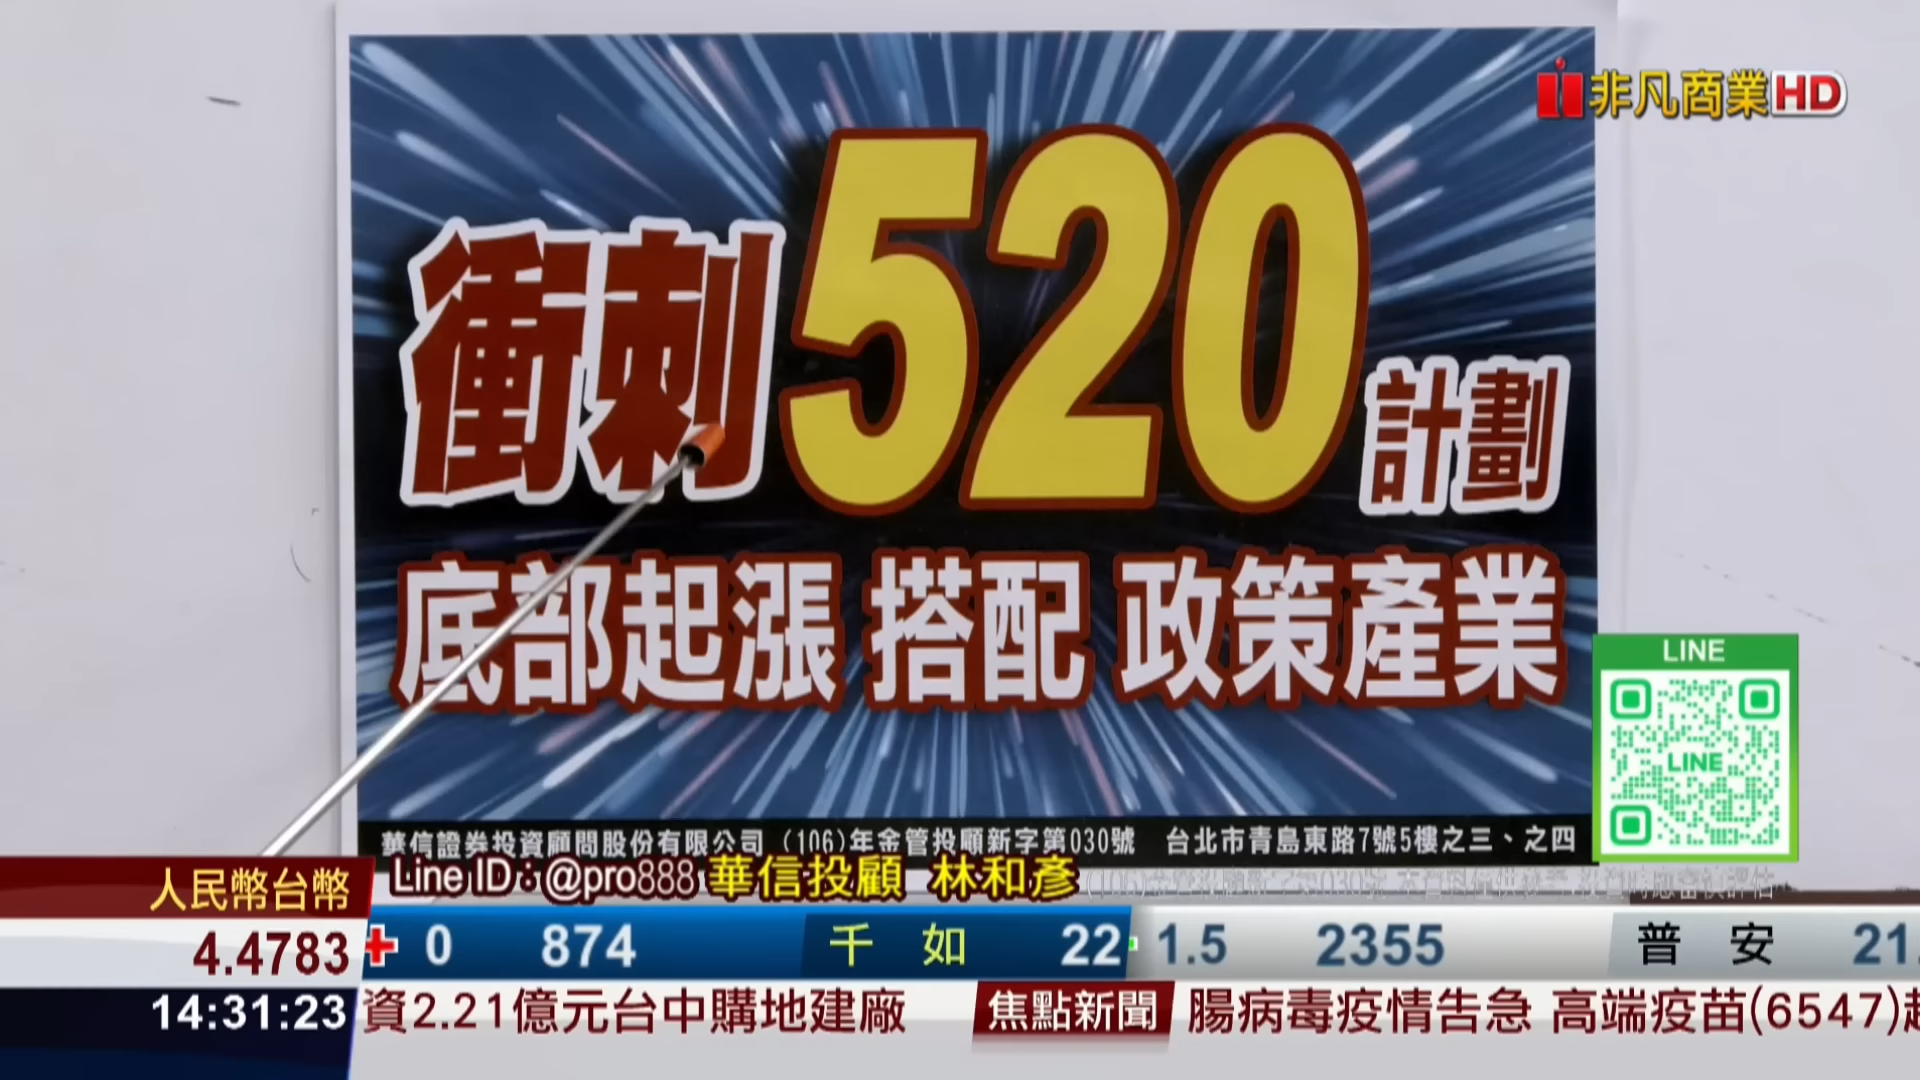 非凡商業HD
衝刺520計劃
底部起漲 搭配 政策產業
LINE
LINE
華信證券投資顧問股份有限公司 (106)年金管投顧新字第030號 台北市青島東路7號5樓之三、之四
Line ID:@pro888 華信投顧 林和彥
人民幣台幣
4.4783
0 874 千如 22 1.5 2355 普安 21.
14:31:23
資2.21億元台中購地建廠 焦點新聞 腸病毒疫情告急 高端疫苗(6547)